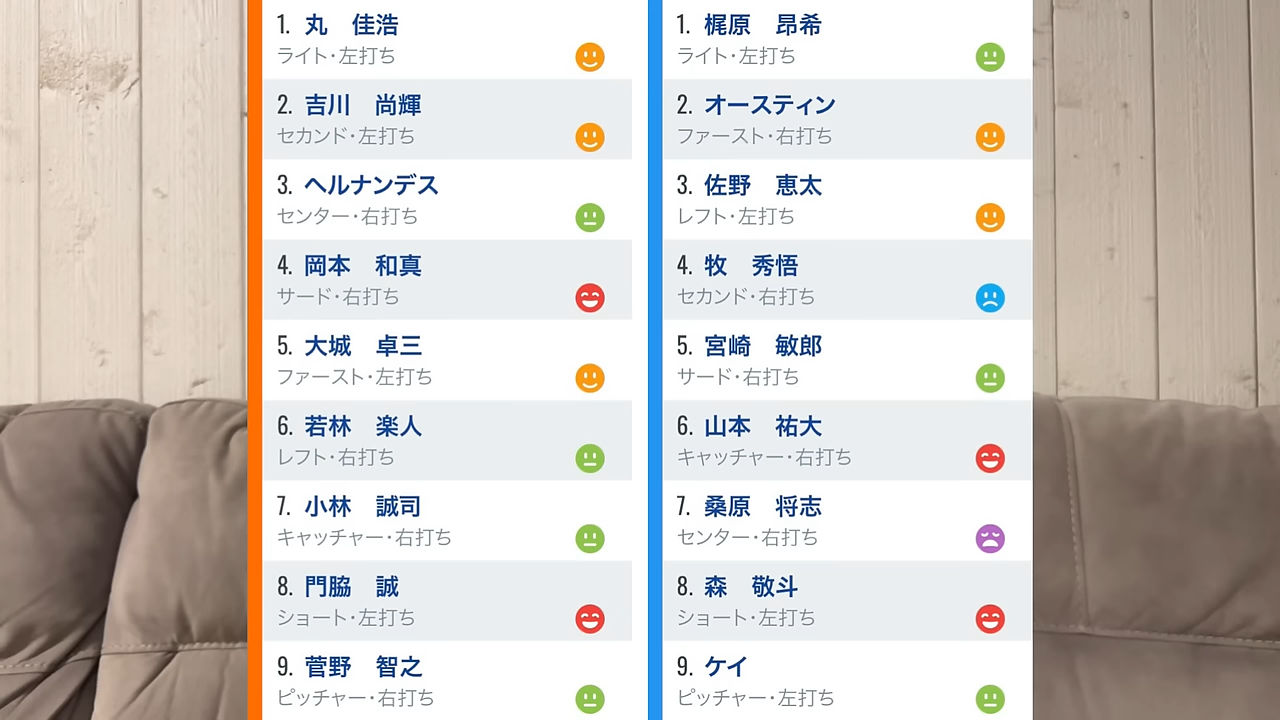 1. 丸　佳浩
ライト・左打ち
2. 吉川　尚輝
セカンド・左打ち
3. ヘルナンデス
センター・右打ち
4. 岡本　和真
サード・右打ち
5. 大城　卓三
ファースト・左打ち
6. 若林　楽人
レフト・右打ち
7. 小林　誠司
キャッチャー・右打ち
8. 門脇　誠
ショート・左打ち
9. 菅野　智之
ピッチャー・右打ち
1. 梶原　昂希
ライト・左打ち
2. オースティン
ファースト・右打ち
3. 佐野　恵太
レフト・左打ち
4. 牧　秀悟
セカンド・右打ち
5. 宮崎　敏郎
サード・右打ち
6. 山本　祐大
キャッチャー・右打ち
7. 桑原　将志
センター・右打ち
8. 森　敬斗
ショート・左打ち
9. ケイ
ピッチャー・左打ち